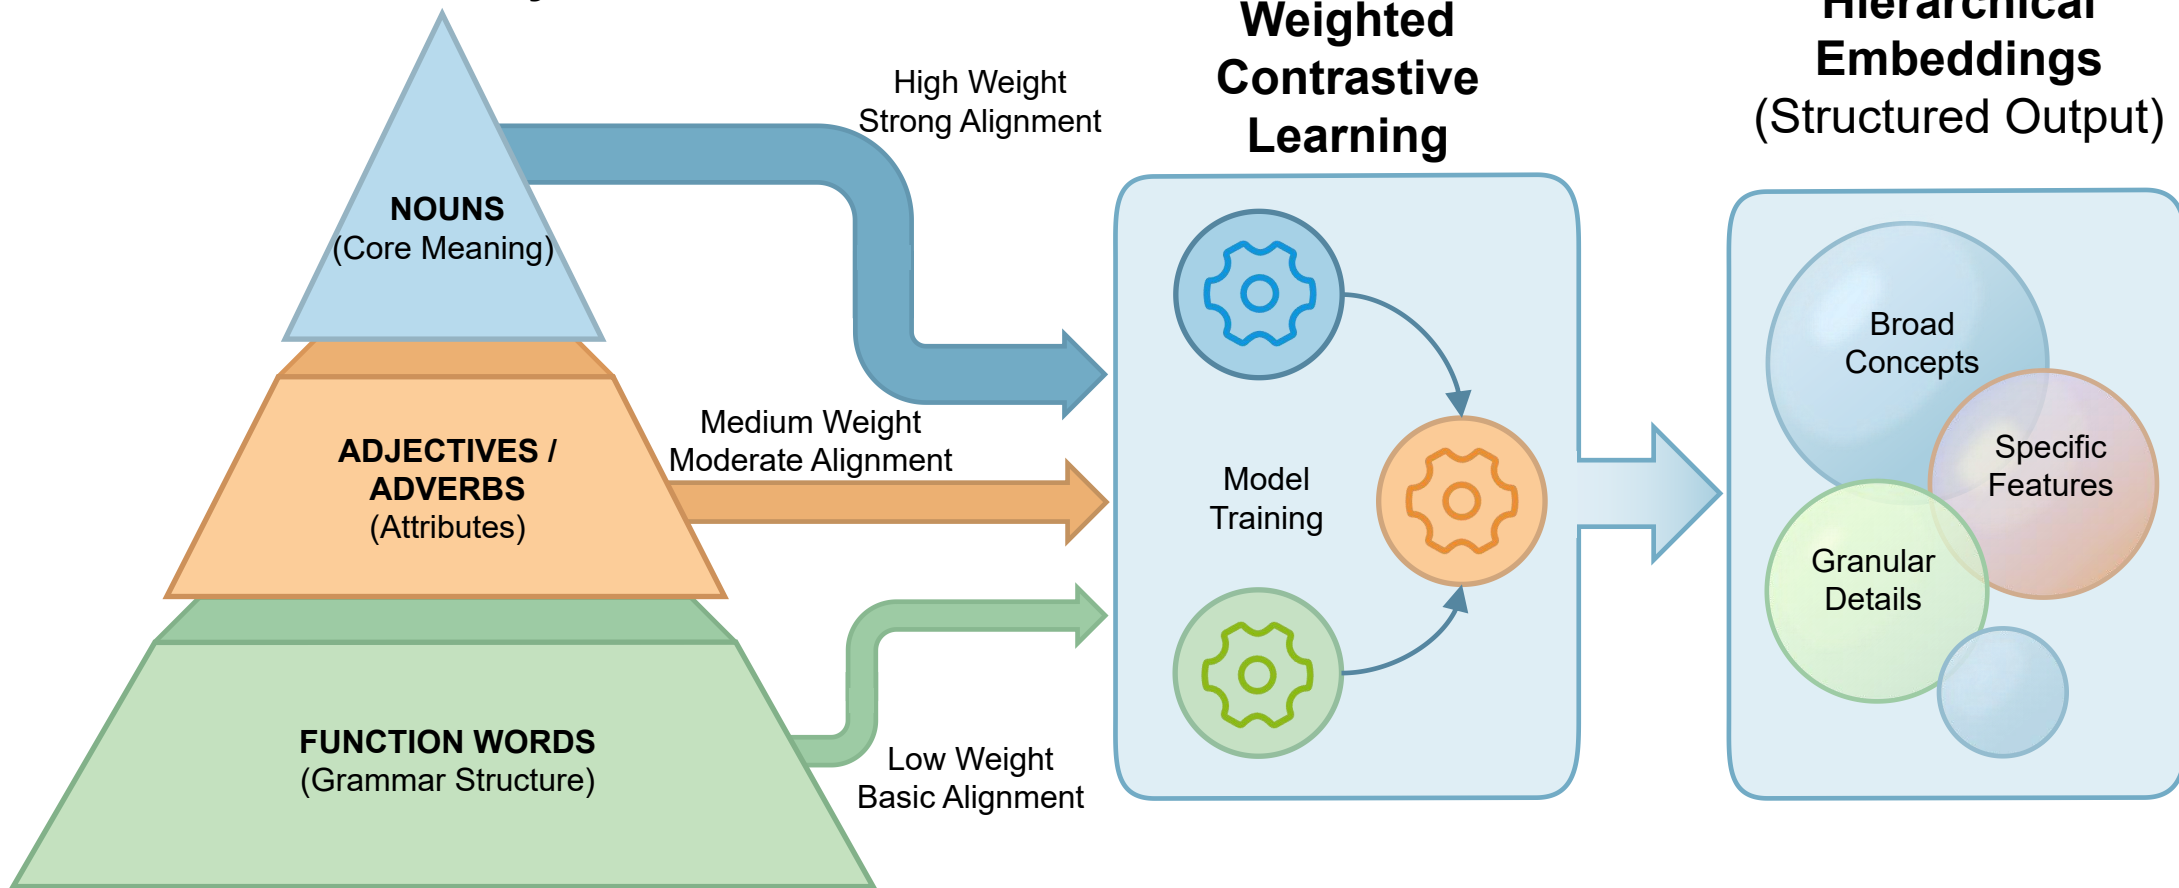 NOUNS
(Core Meaning)
ADJECTIVES /
ADVERBS
(Attributes)
FUNCTION WORDS
(Grammar Structure)
High Weight
Strong Alignment
Medium Weight
Moderate Alignment
Low Weight
Basic Alignment
Weighted
Contrastive
Learning
Model
Training
Hierarchical
Embeddings
(Structured Output)
Broad
Concepts
Specific
Features
Granular
Details